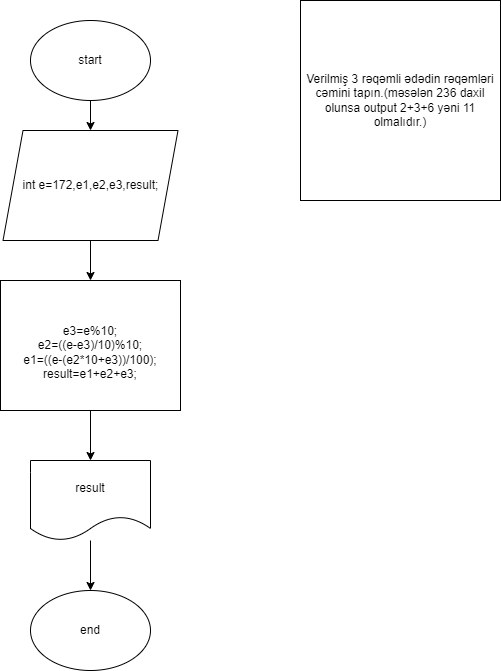 start
int e=172,e1,e2,e3,result;
e3=e%10;
e2=((e-e3)/10)%10;
e1=((e-(e2*10+e3))/100);
result=e1+e2+e3;
result
end
Verilmiş 3 rəqəmli ədədin rəqəmləri
cəmini tapın.(məsələn 236 daxil
olunsa output 2+3+6 yəni 11
olmalıdır.)